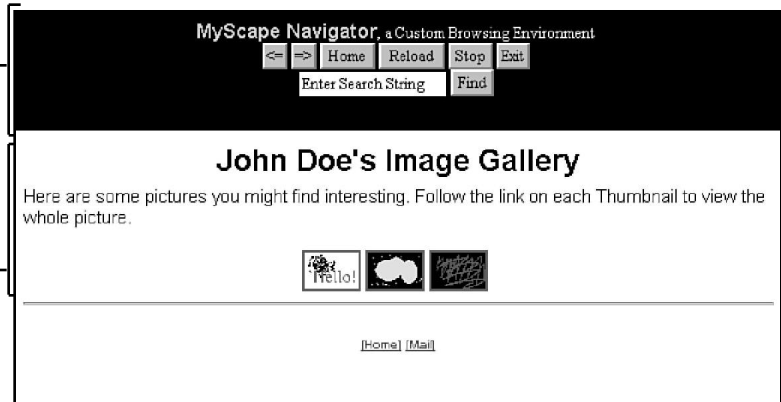 MyScape Navigator, a Custom Browsing Environment
<= => Home Reload Stop Exit
Enter Search String Find
John Doe's Image Gallery
Here are some pictures you might find interesting. Follow the link on each Thumbnail to view the
whole picture.
Hello!
[Home] [Mail]